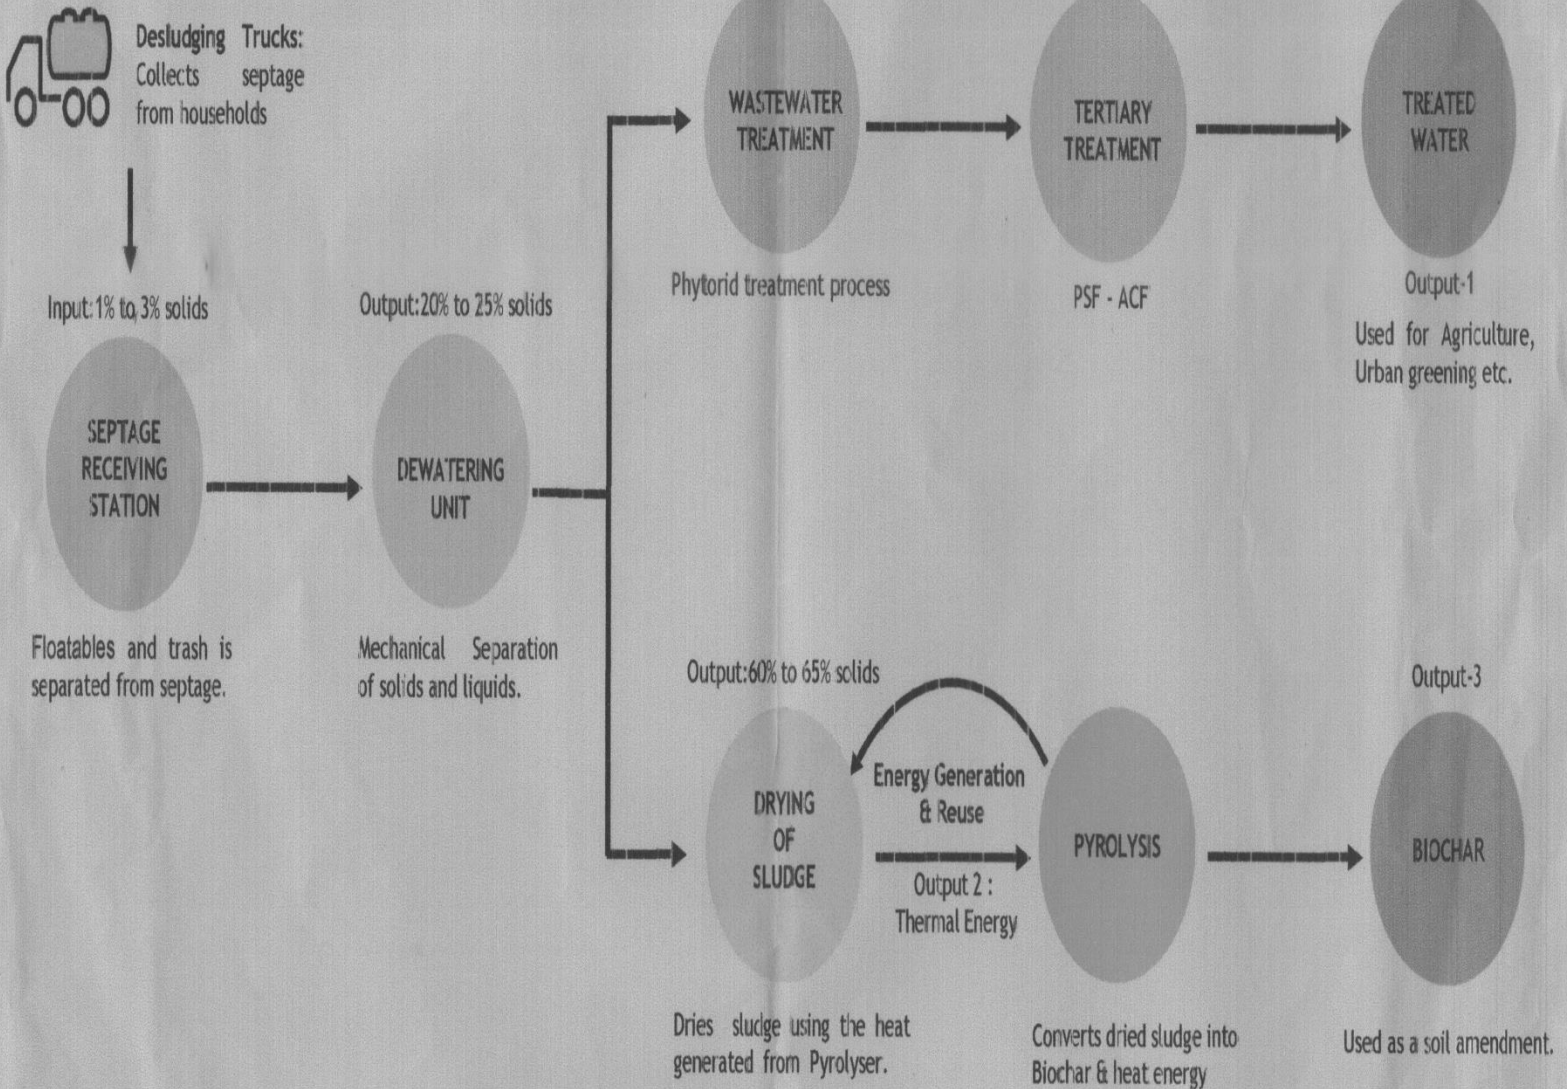 Desludging Trucks:
Collects septage
from households
Input:1% to 3% solids
SEPTAGE
RECEIVING
STATION
Floatables and trash is
separated from septage.
Output:20% to 25% solids
DEWATERING
UNIT
Mechanical Separation
of solids and liquids.
WASTEWATER
TREATMENT
Phytorid treatment process
TERTIARY
TREATMENT
PSF - ACF
TREATED
WATER
Output-1
Used for Agriculture,
Urban greening etc.
Output:60% to 65% solids
DRYING
OF
SLUDGE
Dries sludge using the heat
generated from Pyrolyser.
Energy Generation
& Reuse
Output 2 :
Thermal Energy
PYROLYSIS
Converts dried sludge into
Biochar & heat energy
Output-3
BIOCHAR
Used as a soil amendment.